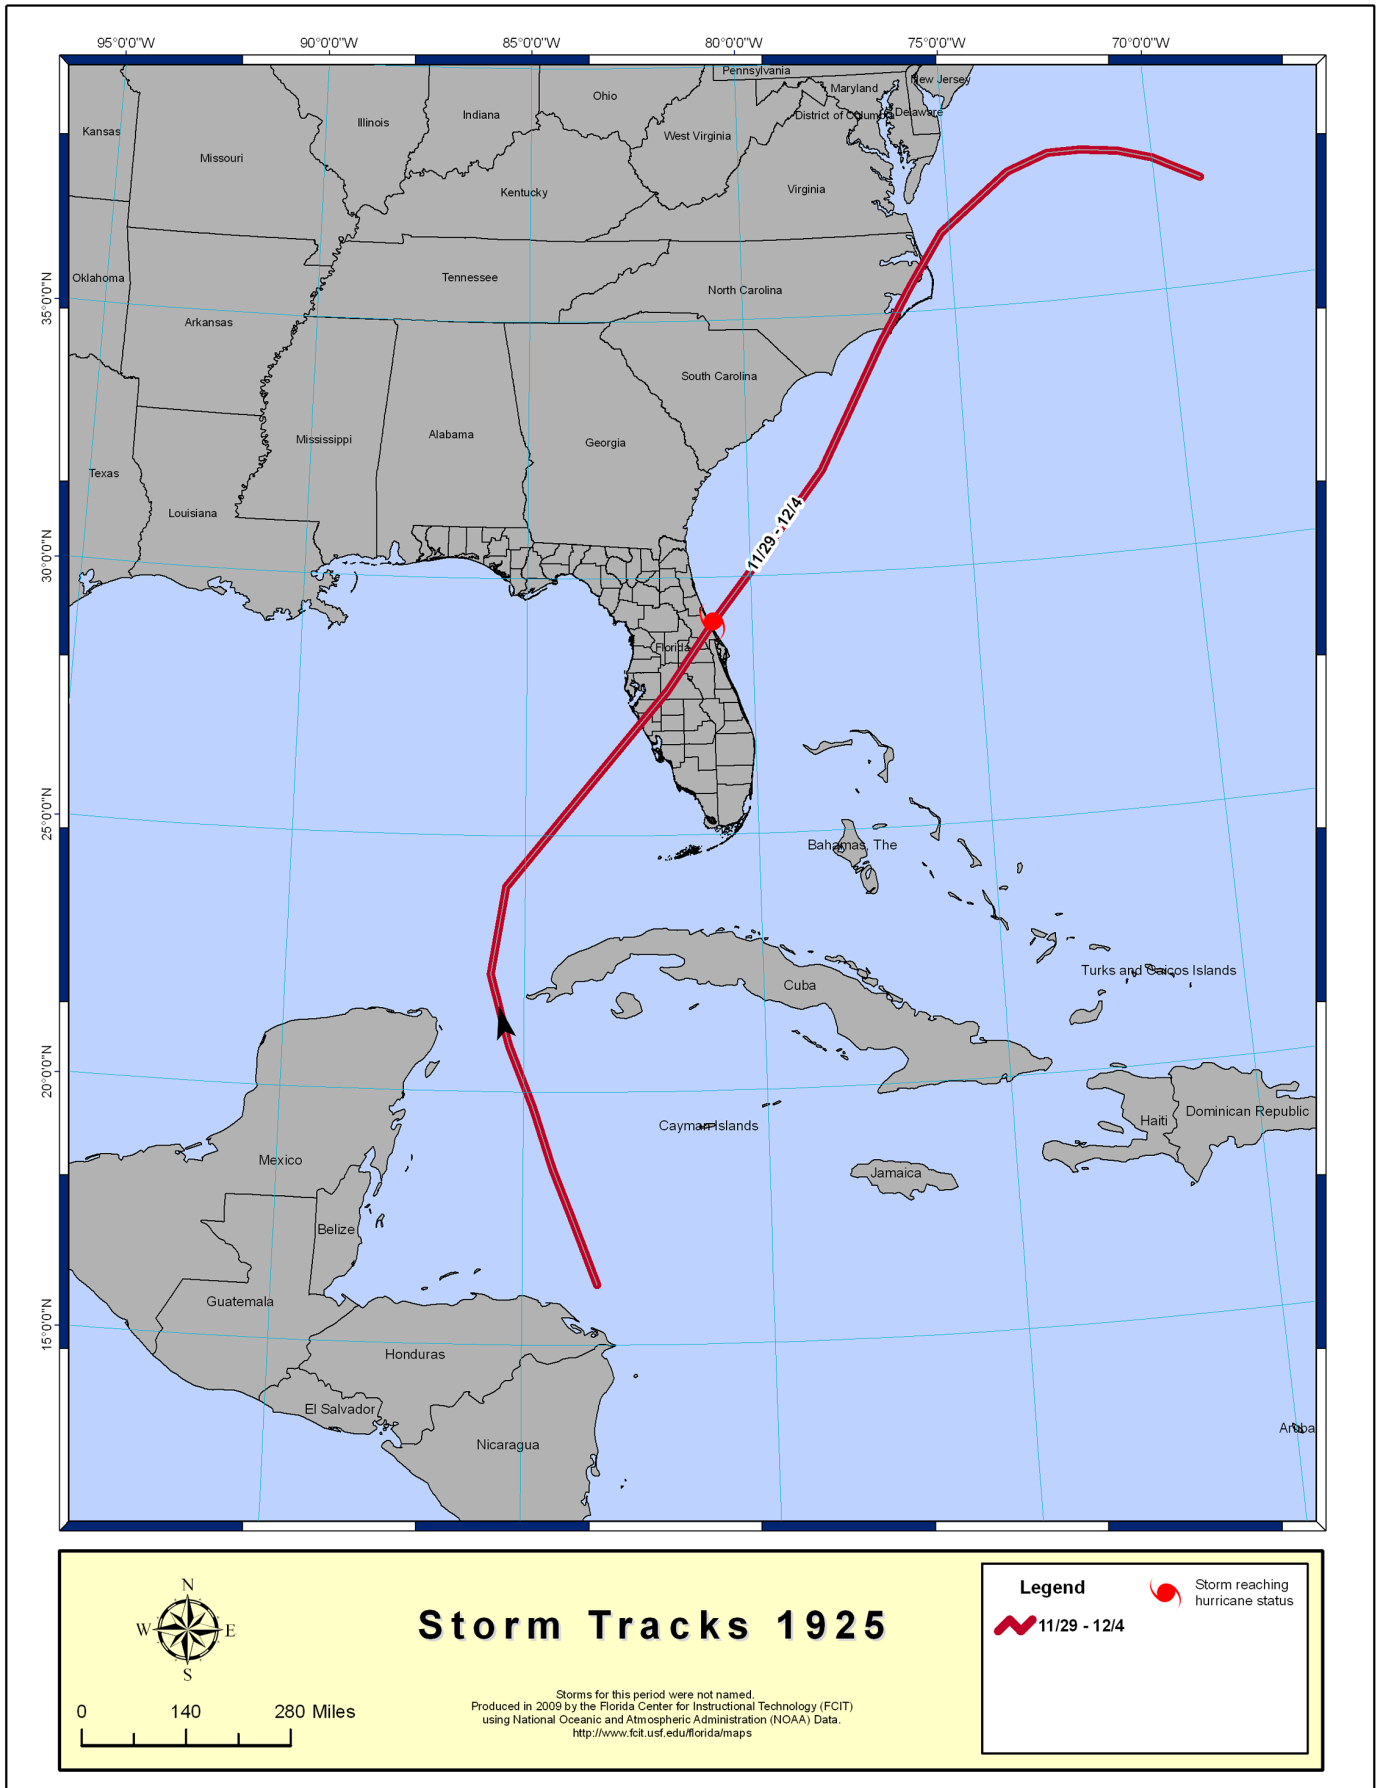 95°0'0"W 90°0'0"W 85°0'0"W 80°0'0"W 75°0'0"W 70°0'0"W
Pennsylvania
New Jersey
Ohio
Maryland
Indiana
Illinois
District of Columbia
Delaware
Kansas
West Virginia
Missouri
Kentucky
Virginia
Oklahoma
Tennessee
North Carolina
35°0'0"N
Arkansas
South Carolina
Mississippi
Alabama
Georgia
Texas
Louisiana
11/29 - 12/4
30°0'0"N
Florida
25°0'0"N
Bahamas, The
Turks and Caicos Islands
Cuba
20°0'0"N
Cayman Islands
Haiti
Dominican Republic
Mexico
Jamaica
Belize
Guatemala
15°0'0"N
Honduras
El Salvador
Aruba
Nicaragua
N
W E
S
0 140 280 Miles
Storm Tracks 1925
Storms for this period were not named.
Produced in 2009 by the Florida Center for Instructional Technology (FCIT)
using National Oceanic and Atmospheric Administration (NOAA) Data.
http://www.fcit.usf.edu/florida/maps
Legend
11/29 - 12/4
Storm reaching
hurricane status